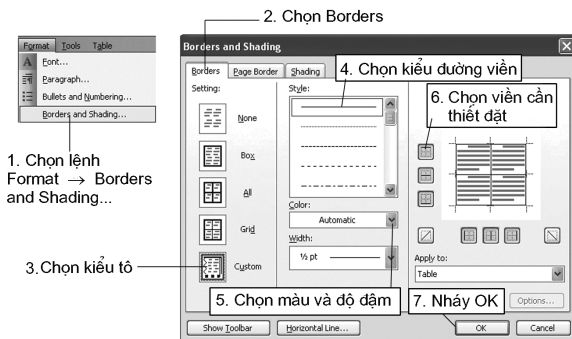 2. Chọn Borders
Format Tools Table
Font...
Paragraph...
Bullets and Numbering...
Borders and Shading...
1. Chọn lệnh
Format → Borders
and Shading...
3.Chọn kiểu tô
Borders and Shading
Borders Page Border Shading
Setting:
None
Box
All
Grid
Custom
Style:
4. Chọn kiểu đường viền
Color:
Automatic
Width:
½ pt
5. Chọn màu và độ đậm
6. Chọn viền cần
thiết đặt
Apply to:
Table
7. Nháy OK
Options...
Show Toolbar
Horizontal Line...
OK
Cancel